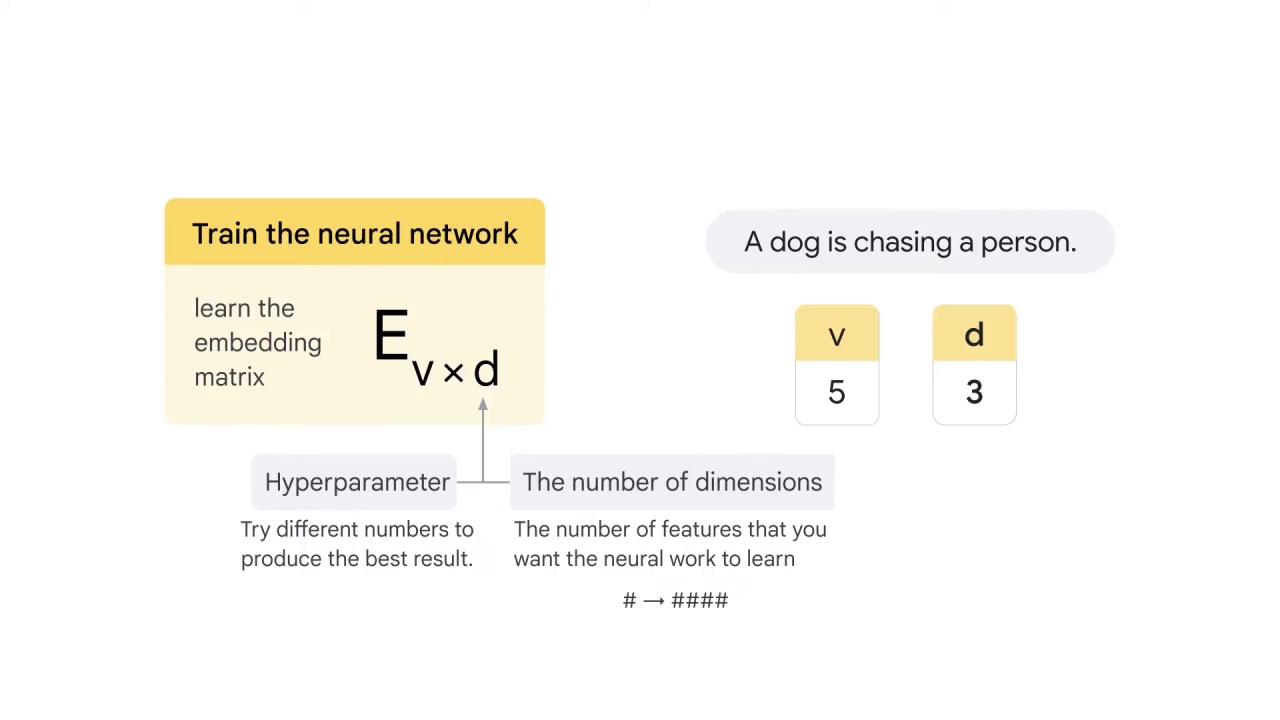 Train the neural network
learn the
embedding
matrix
E
v × d
Hyperparameter
Try different numbers to
produce the best result.
The number of dimensions
The number of features that you
want the neural work to learn
# → ####
A dog is chasing a person.
v
5
d
3